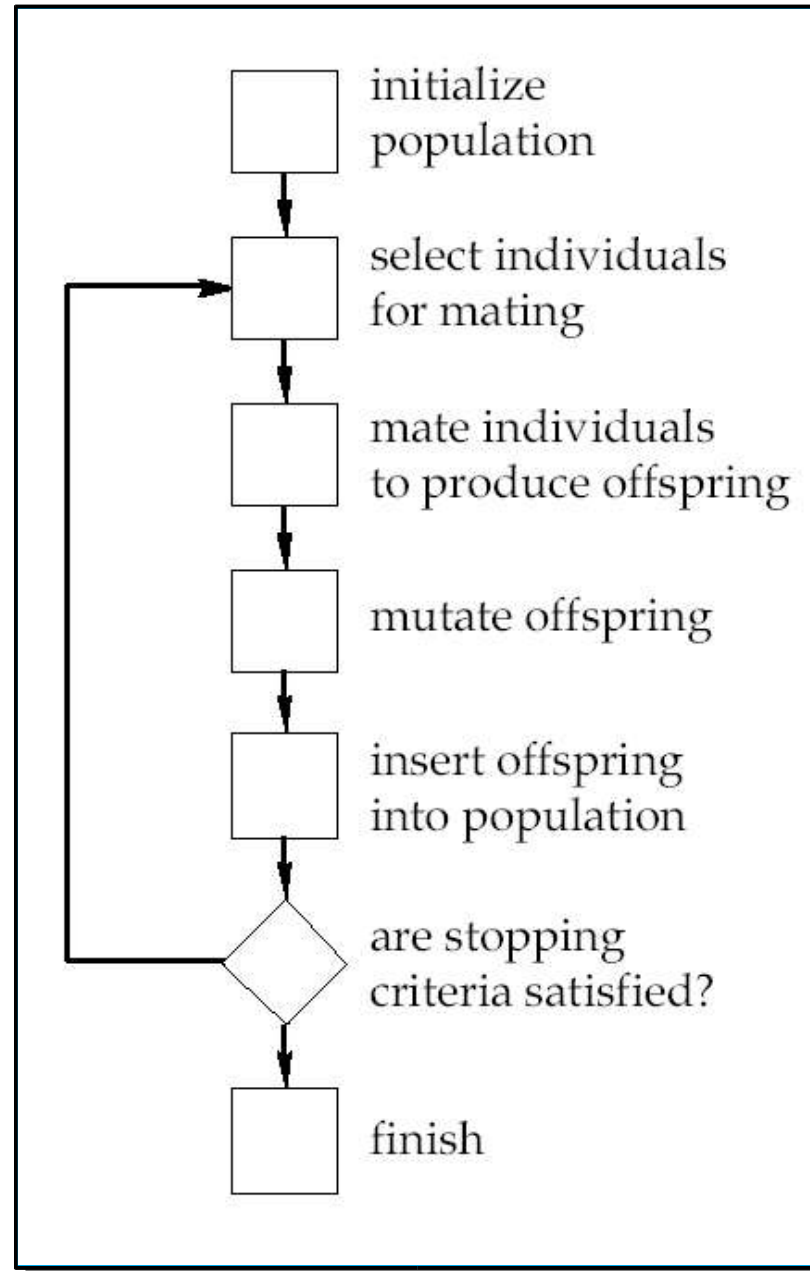 initialize
population
select individuals
for mating
mate individuals
to produce offspring
mutate offspring
insert offspring
into population
are stopping
criteria satisfied?
finish